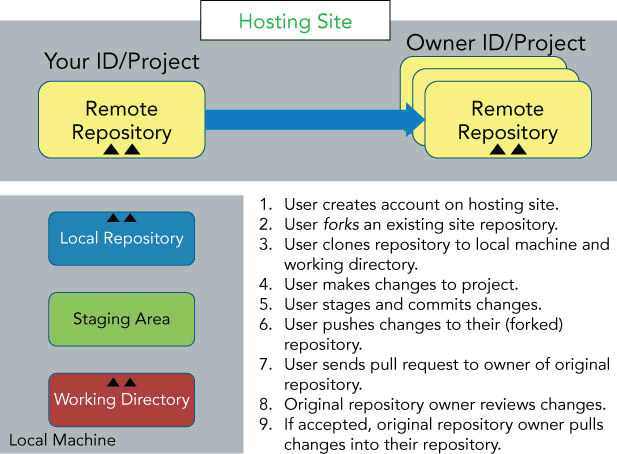 Hosting Site
Your ID/Project
Owner ID/Project
Remote
Repository
Remote
Repository
Local Repository
Staging Area
Working Directory
Local Machine
1. User creates account on hosting site.
2. User forks an existing site repository.
3. User clones repository to local machine and
working directory.
4. User makes changes to project.
5. User stages and commits changes.
6. User pushes changes to their (forked)
repository.
7. User sends pull request to owner of original
repository.
8. Original repository owner reviews changes.
9. If accepted, original repository owner pulls
changes into their repository.